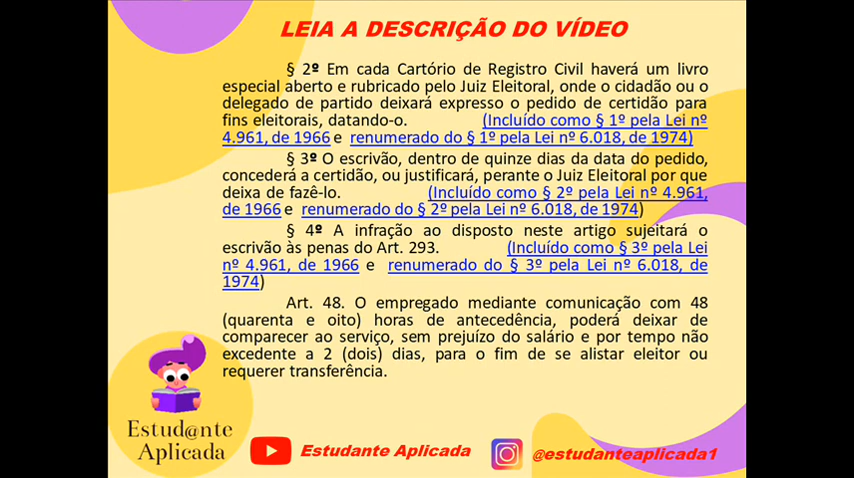 LEIA A DESCRIÇÃO DO VÍDEO
§ 2º Em cada Cartório de Registro Civil haverá um livro
especial aberto e rubricado pelo Juiz Eleitoral, onde o cidadão ou o
delegado de partido deixará expresso o pedido de certidão para
fins eleitorais, datando-o. (Incluído como § 1º pela Lei nº
4.961, de 1966 e renumerado do § 1º pela Lei nº 6.018, de 1974)
§ 3º O escrivão, dentro de quinze dias da data do pedido,
concederá a certidão, ou justificará, perante o Juiz Eleitoral por que
deixa de fazê-lo. (Incluído como § 2º pela Lei nº 4.961,
de 1966 e renumerado do § 2º pela Lei nº 6.018, de 1974)
§ 4º A infração ao disposto neste artigo sujeitará o
escrivão às penas do Art. 293. (Incluído como § 3º pela Lei
nº 4.961, de 1966 e renumerado do § 3º pela Lei nº 6.018, de
1974)
Art. 48. O empregado mediante comunicação com 48
(quarenta e oito) horas de antecedência, poderá deixar de
comparecer ao serviço, sem prejuízo do salário e por tempo não
excedente a 2 (dois) dias, para o fim de se alistar eleitor ou
requerer transferência.
Estud@nte
Aplicada
Estudante Aplicada
@estudanteaplicada1